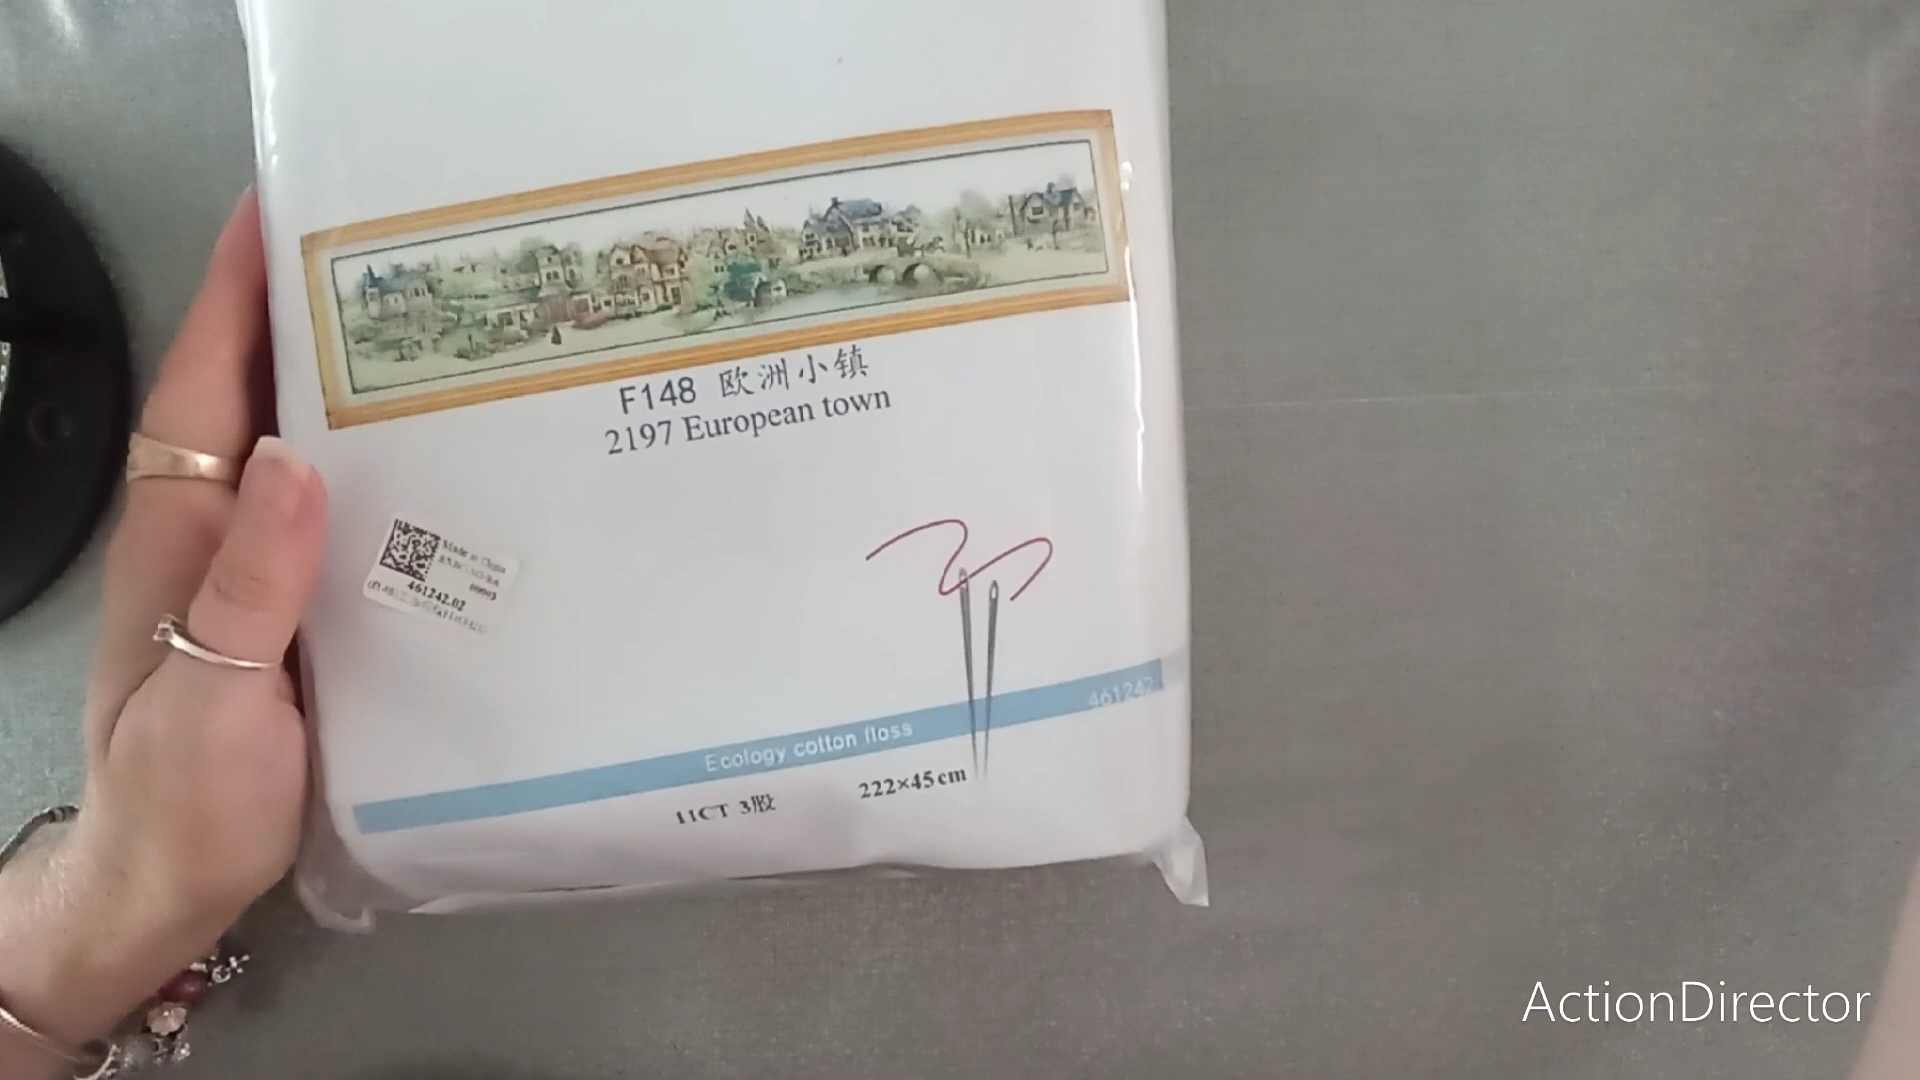 F148 欧洲小镇
2197 European town
Made in China
00003
461242.02
461242
Ecology cotton floss
11CT 3股
222×45cm
ActionDirector